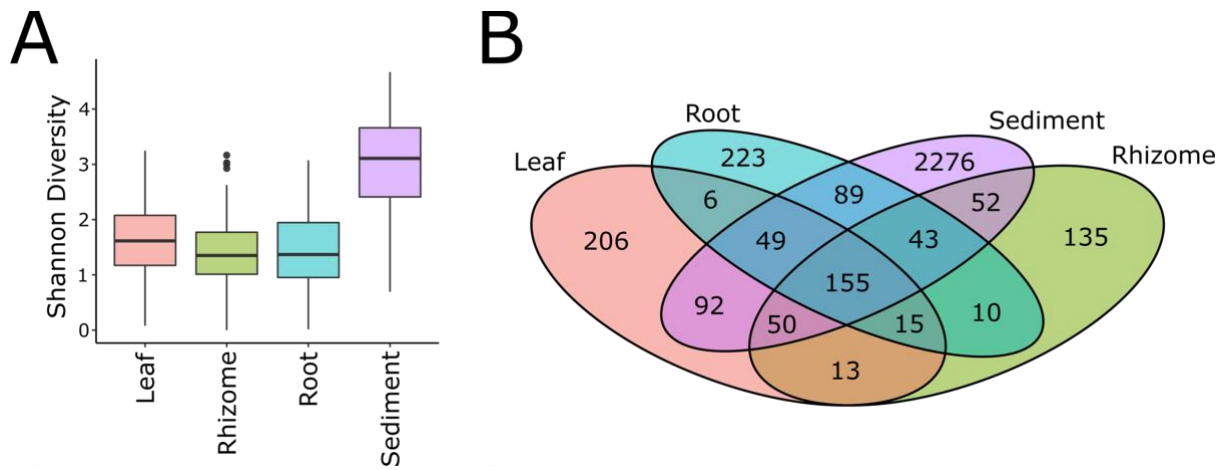 A
Shannon Diversity
4
3
2
1
0
Leaf
Rhizome
Root
Sediment
B
Root
Sediment
Leaf
Rhizome
223
2276
6
89
52
206
49
43
135
155
92
50
15
10
13